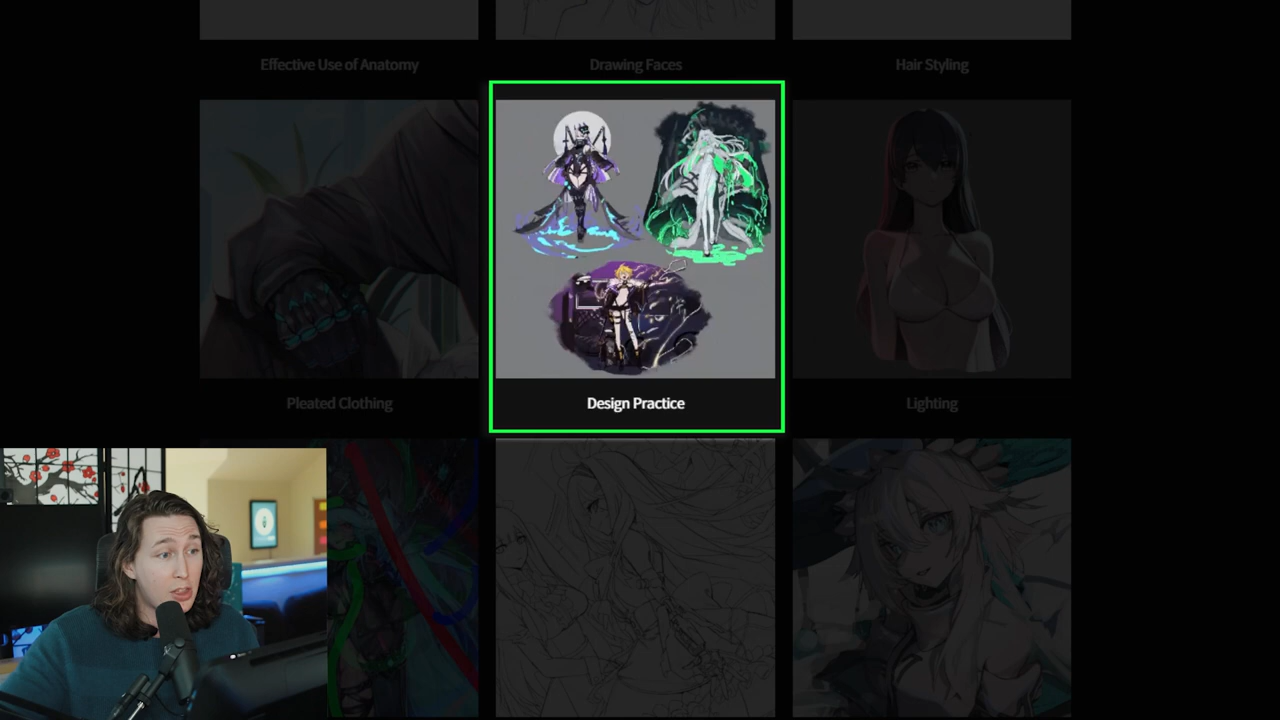 Effective Use of Anatomy
Drawing Faces
Hair Styling
Pleated Clothing
Design Practice
Lighting